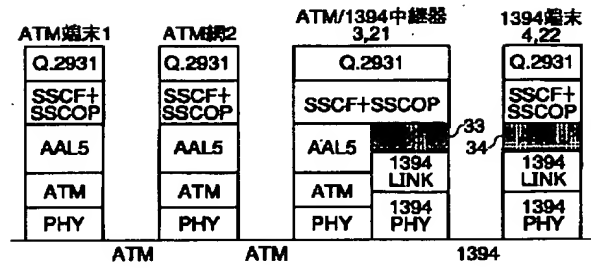 ATM/1394中継器
3,21
1394端末
4,22
ATM端末1
ATM網2
Q.2931
Q.2931
Q.2931
Q.2931
SSCF+
SSCOP
SSCF+
SSCOP
SSCF+SSCOP
SSCF+
SSCOP
AAL5
AAL5
AAL5
33
34
1394
LINK
1394
LINK
ATM
ATM
ATM
PHY
PHY
PHY
1394
PHY
1394
PHY
ATM
ATM
1394